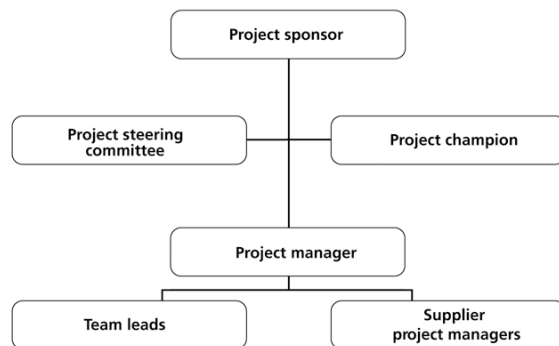 Project sponsor
Project steering
committee
Project champion
Project manager
Team leads
Supplier
project managers